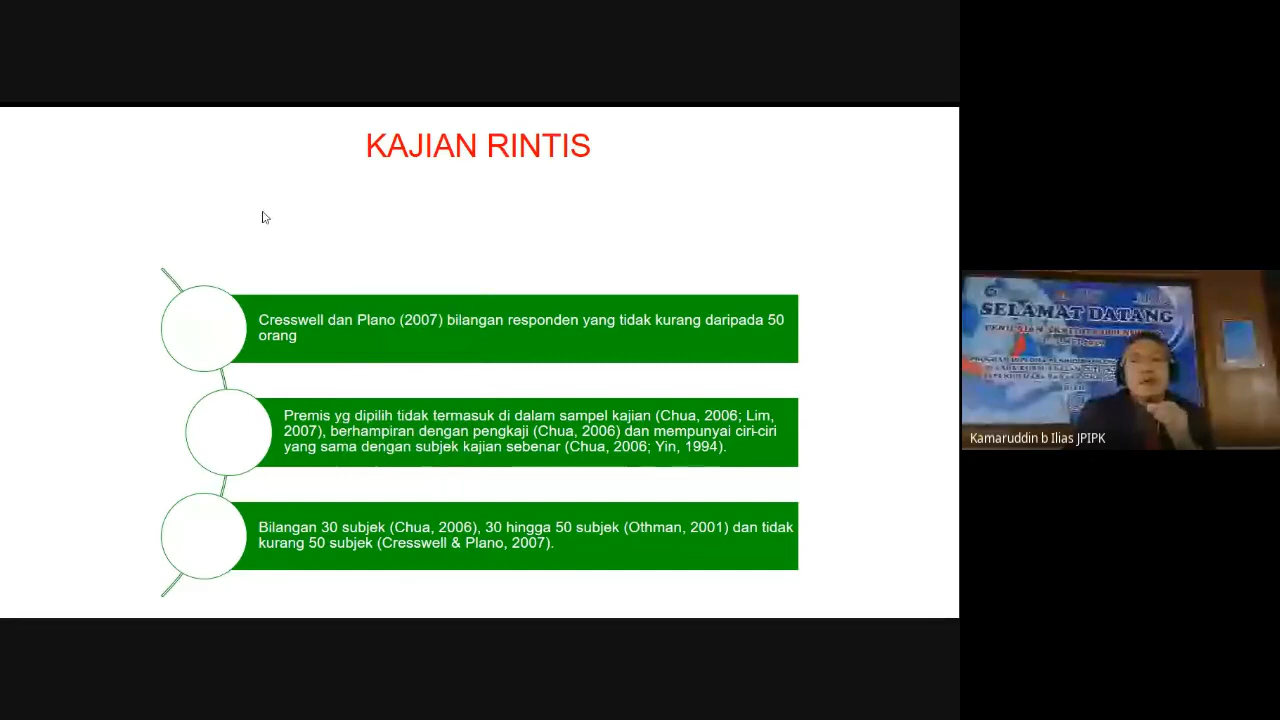 KAJIAN RINTIS
Cresswell dan Plano (2007) bilangan responden yang tidak kurang daripada 50
orang
Premis yg dipilih tidak termasuk di dalam sampel kajian (Chua, 2006; Lim,
2007), berhampiran dengan pengkaji (Chua, 2006) dan mempunyai ciri-ciri
yang sama dengan subjek kajian sebenar (Chua, 2006; Yin, 1994).
Bilangan 30 subjek (Chua, 2006), 30 hingga 50 subjek (Othman, 2001) dan tidak
kurang 50 subjek (Cresswell & Plano, 2007).
SELAMAT DATANG
Kamaruddin b Ilias JPIPK